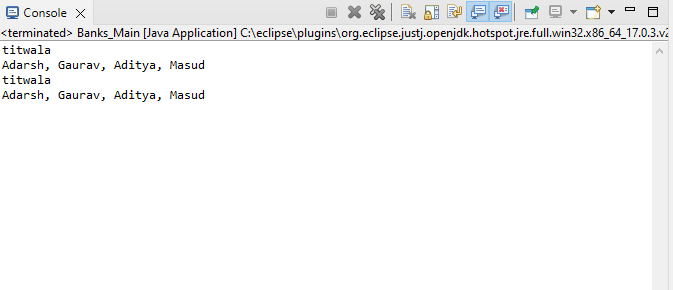 Console
<terminated> Banks_Main [Java Application] C:\eclipse\plugins\org.eclipse.justj.openjdk.hotspot.jre.full.win32.x86_64_17.0.3.v2
titwala
Adarsh, Gaurav, Aditya, Masud
titwala
Adarsh, Gaurav, Aditya, Masud